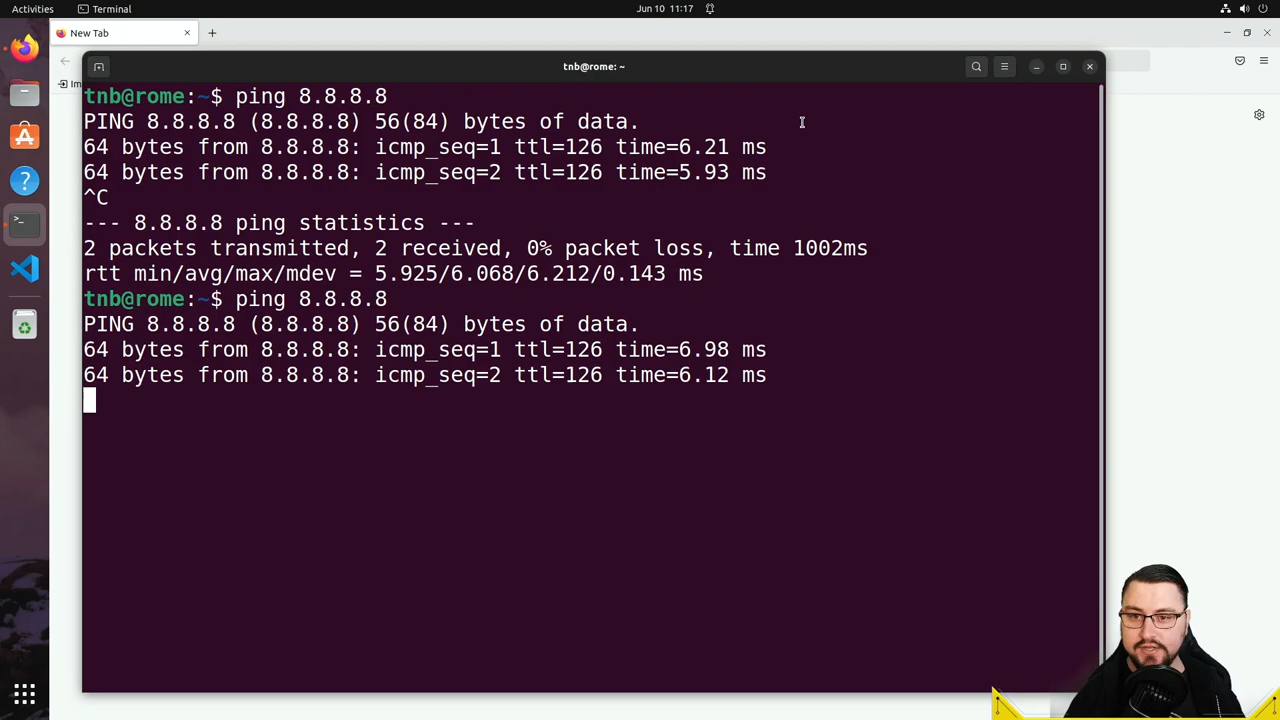 Activities Terminal Jun 10 11:17
New Tab
Im
tnb@rome: ~
tnb@rome:~$ ping 8.8.8.8
PING 8.8.8.8 (8.8.8.8) 56(84) bytes of data.
64 bytes from 8.8.8.8: icmp_seq=1 ttl=126 time=6.21 ms
64 bytes from 8.8.8.8: icmp_seq=2 ttl=126 time=5.93 ms
^C
--- 8.8.8.8 ping statistics ---
2 packets transmitted, 2 received, 0% packet loss, time 1002ms
rtt min/avg/max/mdev = 5.925/6.068/6.212/0.143 ms
tnb@rome:~$ ping 8.8.8.8
PING 8.8.8.8 (8.8.8.8) 56(84) bytes of data.
64 bytes from 8.8.8.8: icmp_seq=1 ttl=126 time=6.98 ms
64 bytes from 8.8.8.8: icmp_seq=2 ttl=126 time=6.12 ms